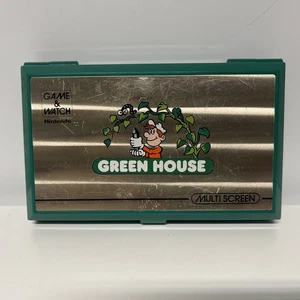 GAME
&
WATCH
Nintendo
GREEN HOUSE
MULTI SCREEN